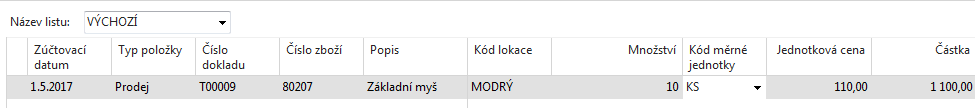 Název listu: VÝCHOZÍ
Zúčtovací datum Typ položky Číslo dokladu Číslo zboží Popis Kód lokace Množství Kód měrné jednotky Jednotková cena Částka
1.5.2017 Prodej T00009 80207 Základní myš MODRÝ 10 KS 110,00 1 100,00